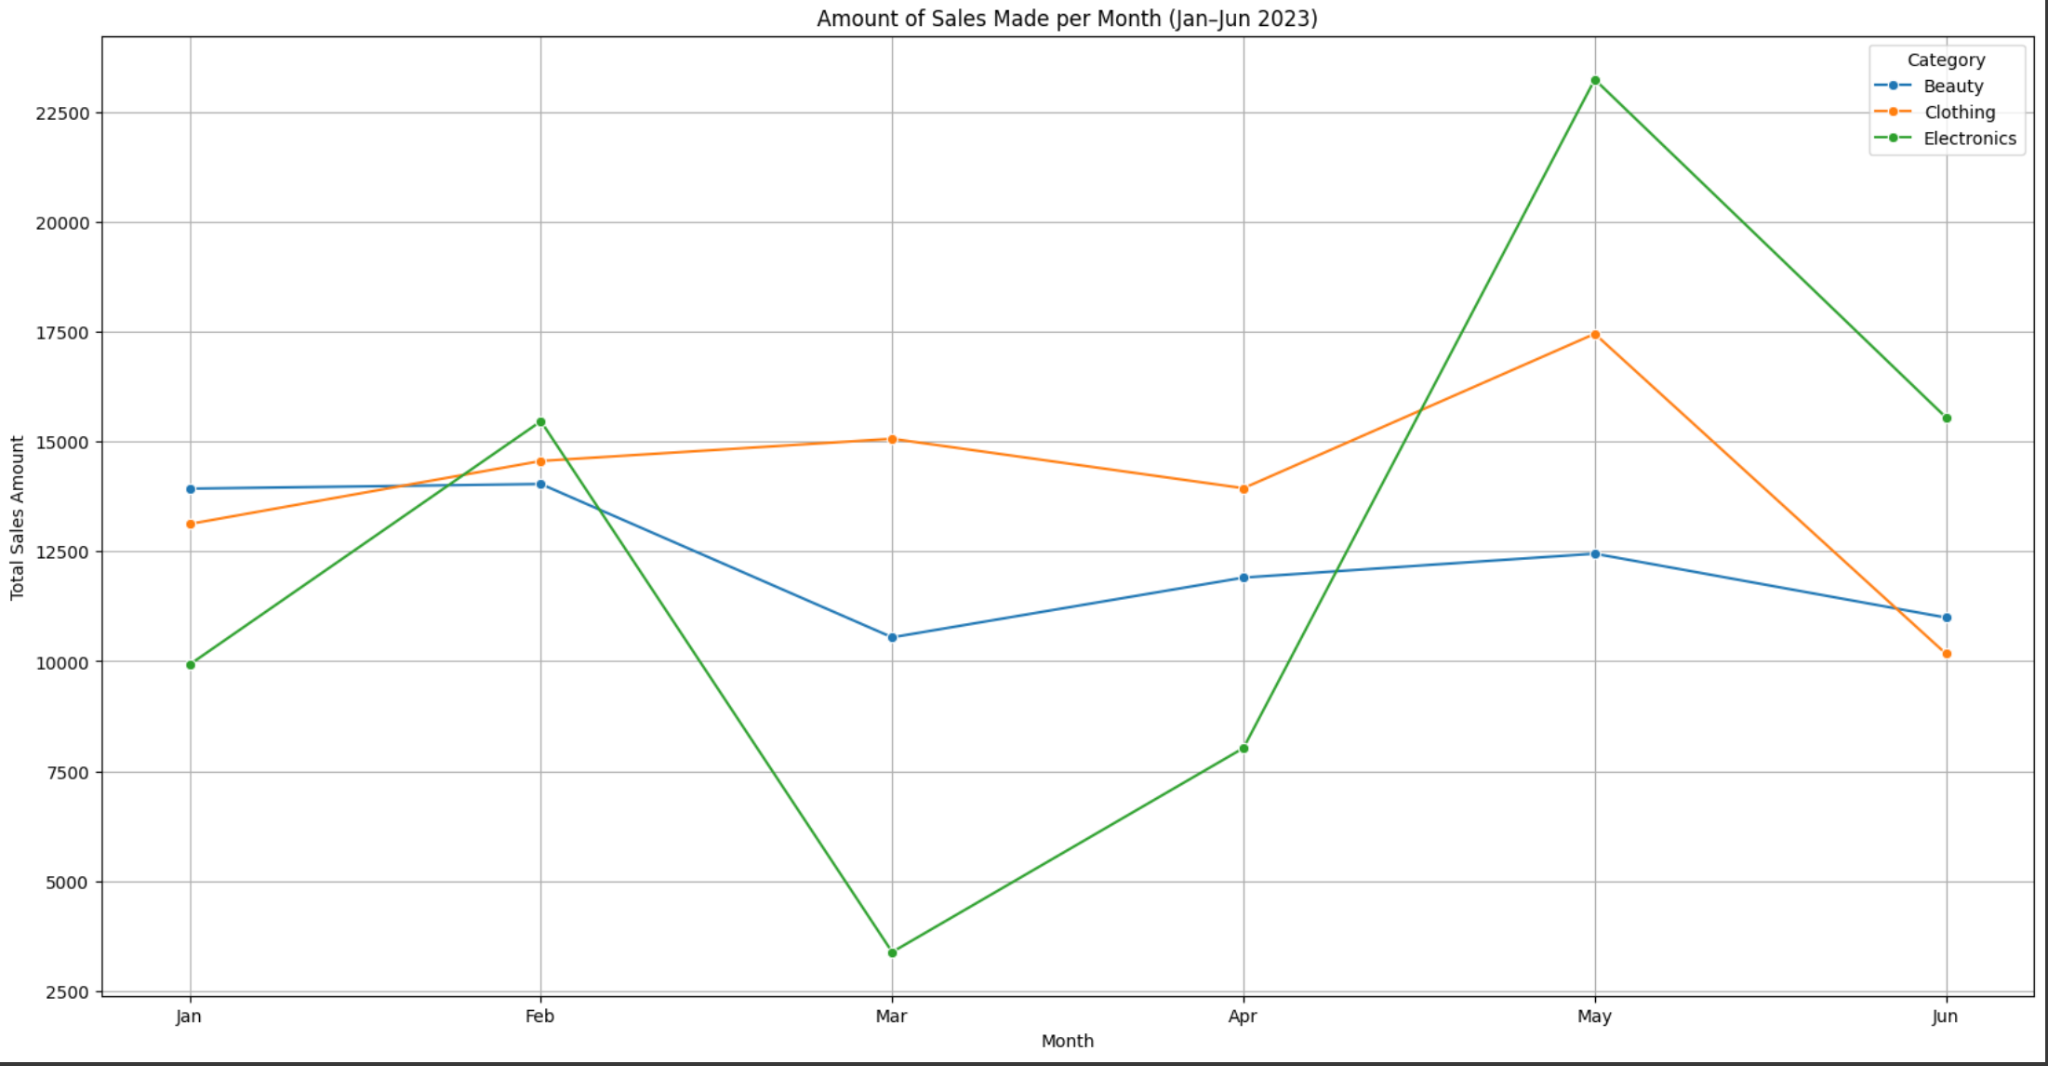 Amount of Sales Made per Month (Jan–Jun 2023)
Category
Beauty
Clothing
Electronics
22500
20000
17500
15000
12500
10000
7500
5000
2500
Total Sales Amount
Jan
Feb
Mar
Apr
May
Jun
Month